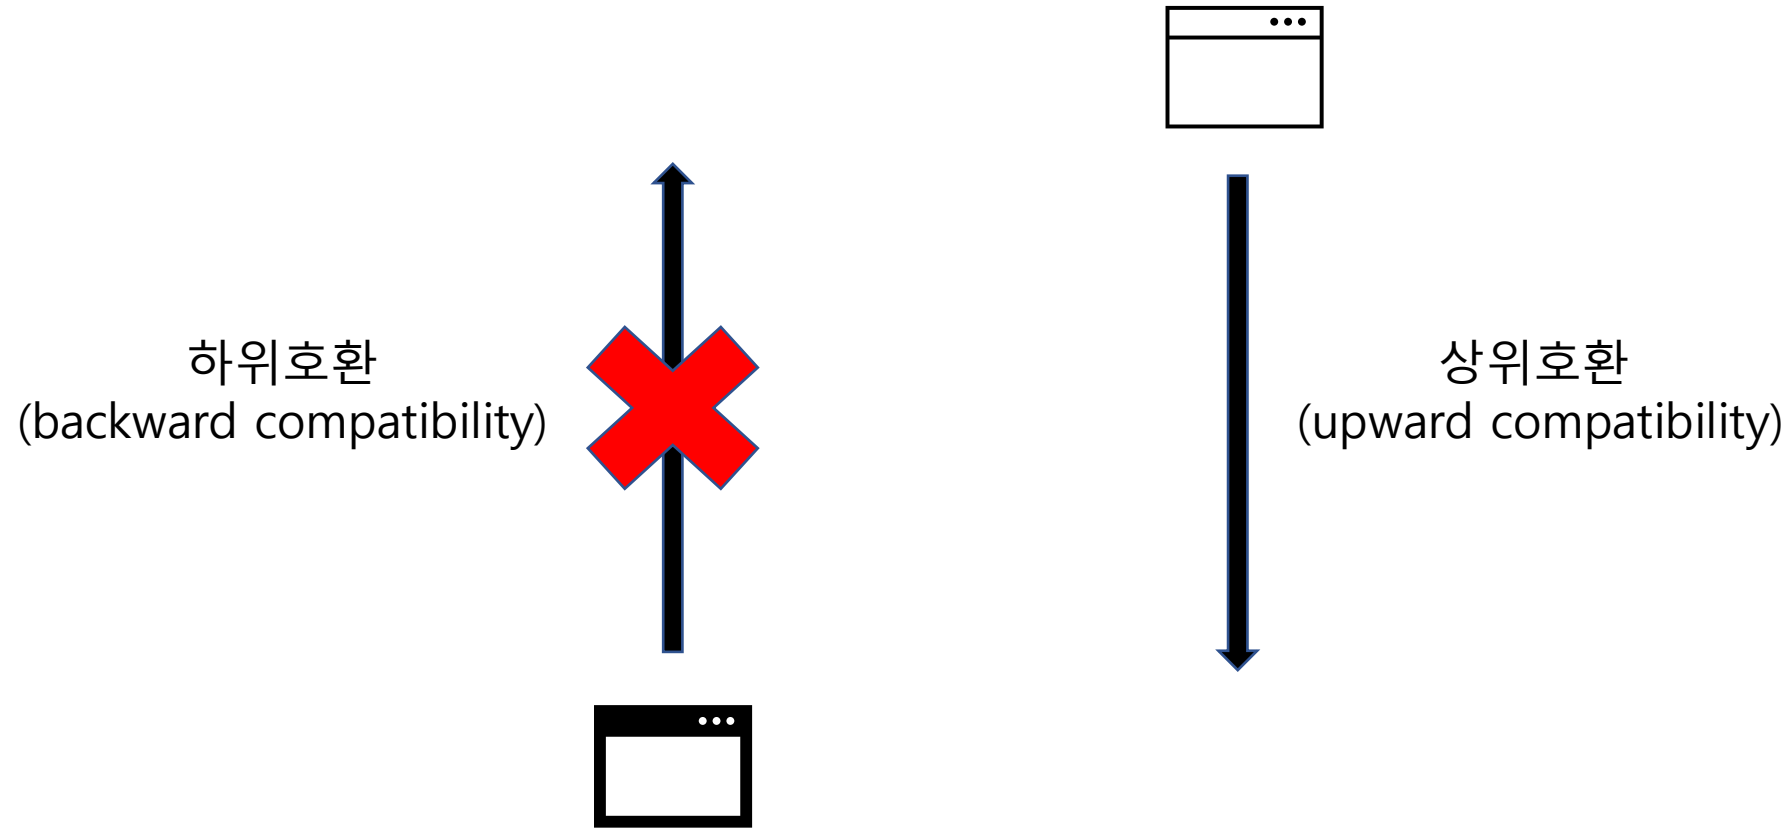 하위호환
(backward compatibility)
상위호환
(upward compatibility)